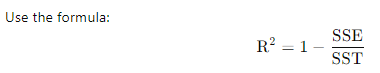 Use the formula:
R² = 1 − SSE/SST